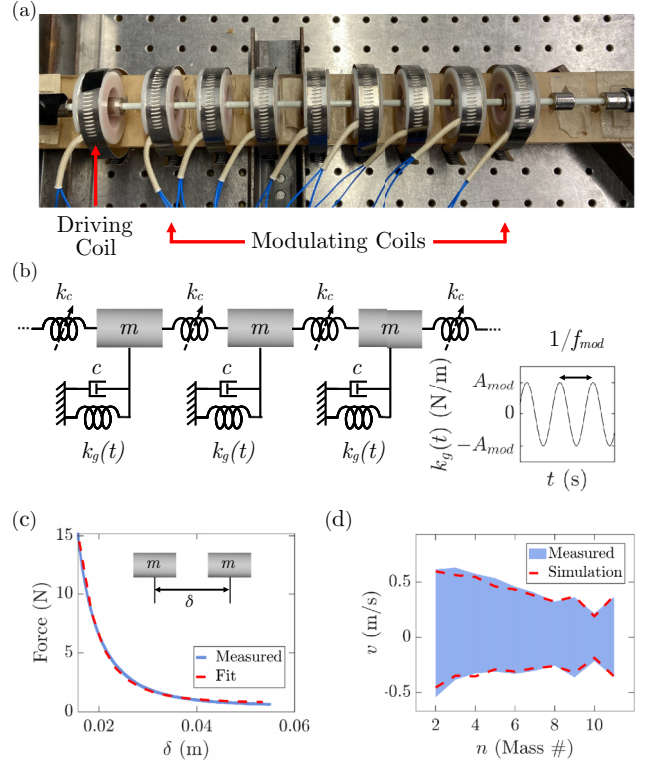 (a)
Driving
Coil
Modulating Coils
(b)
k_c k_c k_c k_c
m m m
c c c
k_g(t) k_g(t) k_g(t)
1/f_mod
k_g(t) (N/m)
A_mod
0
−A_mod
t (s)
(c)
Force (N)
15
10
5
0
m m
δ
Measured
Fit
0.02 0.04 0.06
δ (m)
(d)
v (m/s)
0.5
0
-0.5
Measured
Simulation
2 4 6 8 10
n (Mass #)